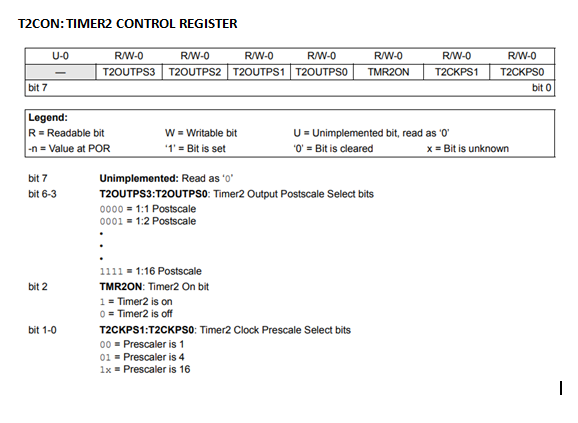 T2CON: TIMER2 CONTROL REGISTER
U-0 R/W-0 R/W-0 R/W-0 R/W-0 R/W-0 R/W-0 R/W-0
— T2OUTPS3 T2OUTPS2 T2OUTPS1 T2OUTPS0 TMR2ON T2CKPS1 T2CKPS0
bit 7 bit 0
Legend:
R = Readable bit W = Writable bit U = Unimplemented bit, read as ‘0’
-n = Value at POR ‘1’ = Bit is set ‘0’ = Bit is cleared x = Bit is unknown
bit 7 Unimplemented: Read as ‘0’
bit 6-3 T2OUTPS3:T2OUTPS0: Timer2 Output Postscale Select bits
0000 = 1:1 Postscale
0001 = 1:2 Postscale
•
•
•
1111 = 1:16 Postscale
bit 2 TMR2ON: Timer2 On bit
1 = Timer2 is on
0 = Timer2 is off
bit 1-0 T2CKPS1:T2CKPS0: Timer2 Clock Prescale Select bits
00 = Prescaler is 1
01 = Prescaler is 4
1x = Prescaler is 16